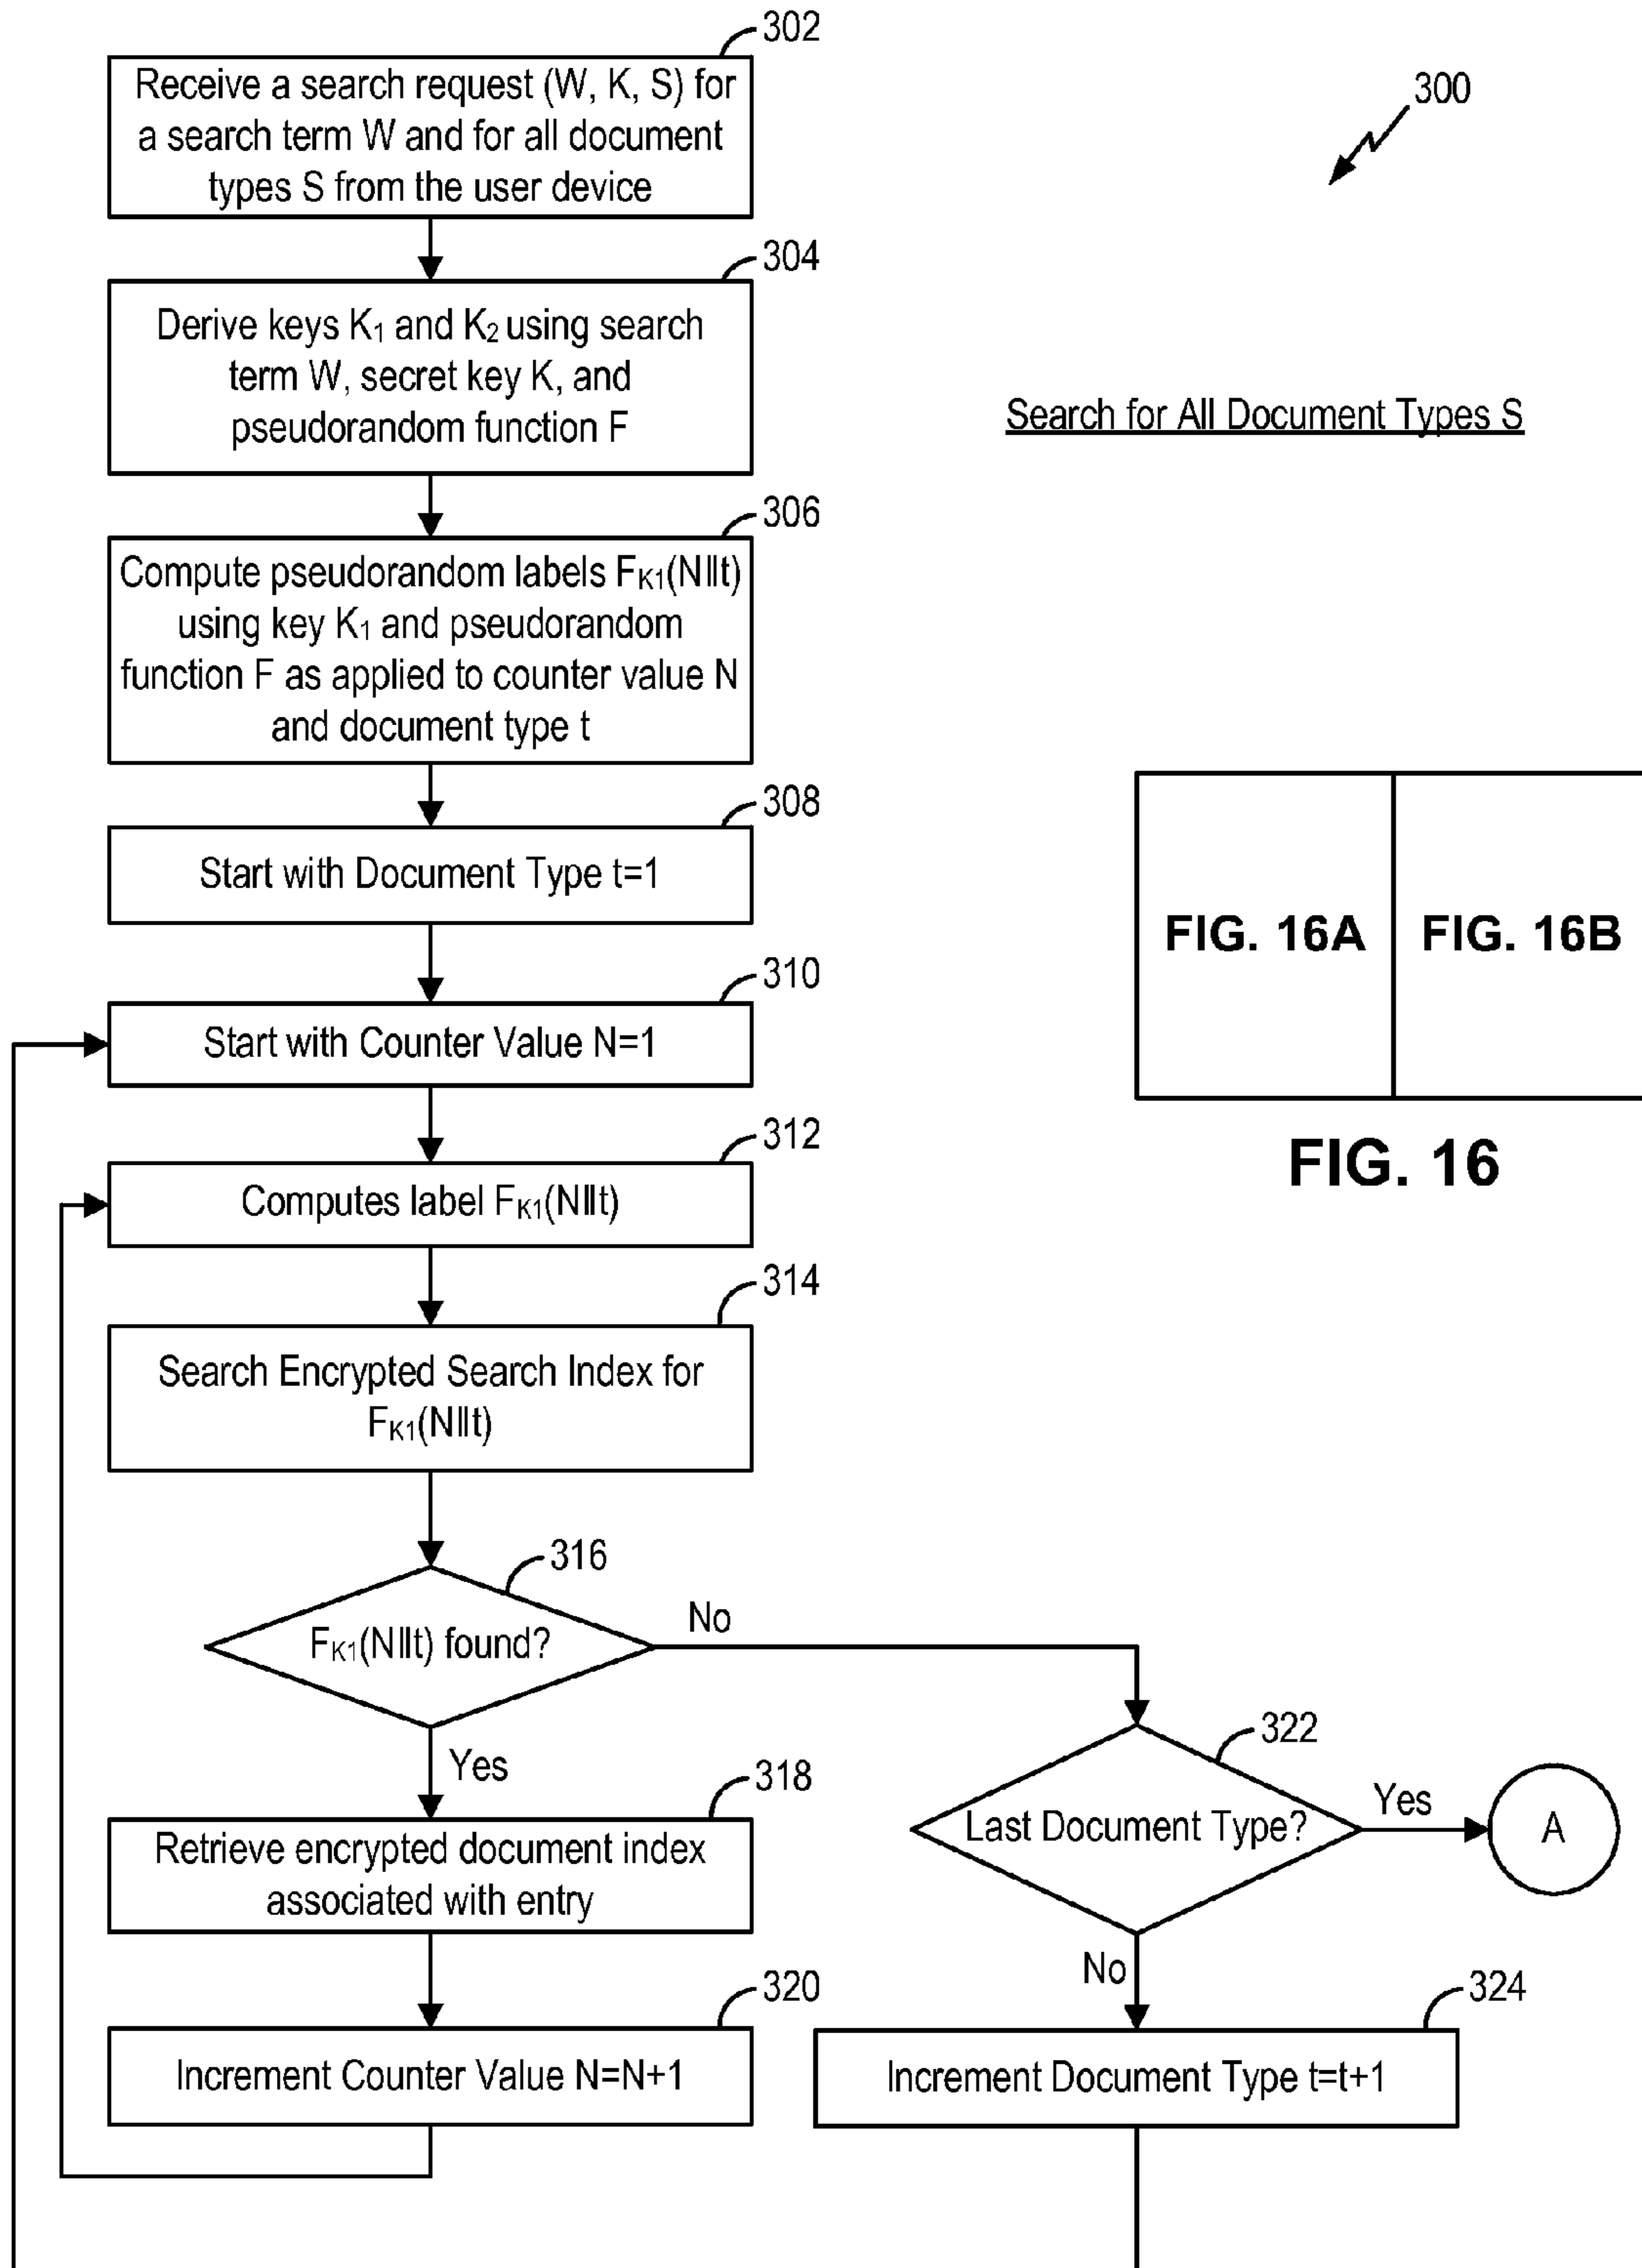 302
Receive a search request (W, K, S) for
a search term W and for all document
types S from the user device
300
304
Derive keys K₁ and K₂ using search
term W, secret key K, and
pseudorandom function F
Search for All Document Types S
306
Compute pseudorandom labels F_K1(N||t)
using key K₁ and pseudorandom
function F as applied to counter value N
and document type t
308
Start with Document Type t=1
FIG. 16A
FIG. 16B
FIG. 16
310
Start with Counter Value N=1
312
Computes label F_K1(N||t)
314
Search Encrypted Search Index for
F_K1(N||t)
316
F_K1(N||t) found?
No
Yes
322
Last Document Type?
Yes
A
No
318
Retrieve encrypted document index
associated with entry
320
Increment Counter Value N=N+1
324
Increment Document Type t=t+1